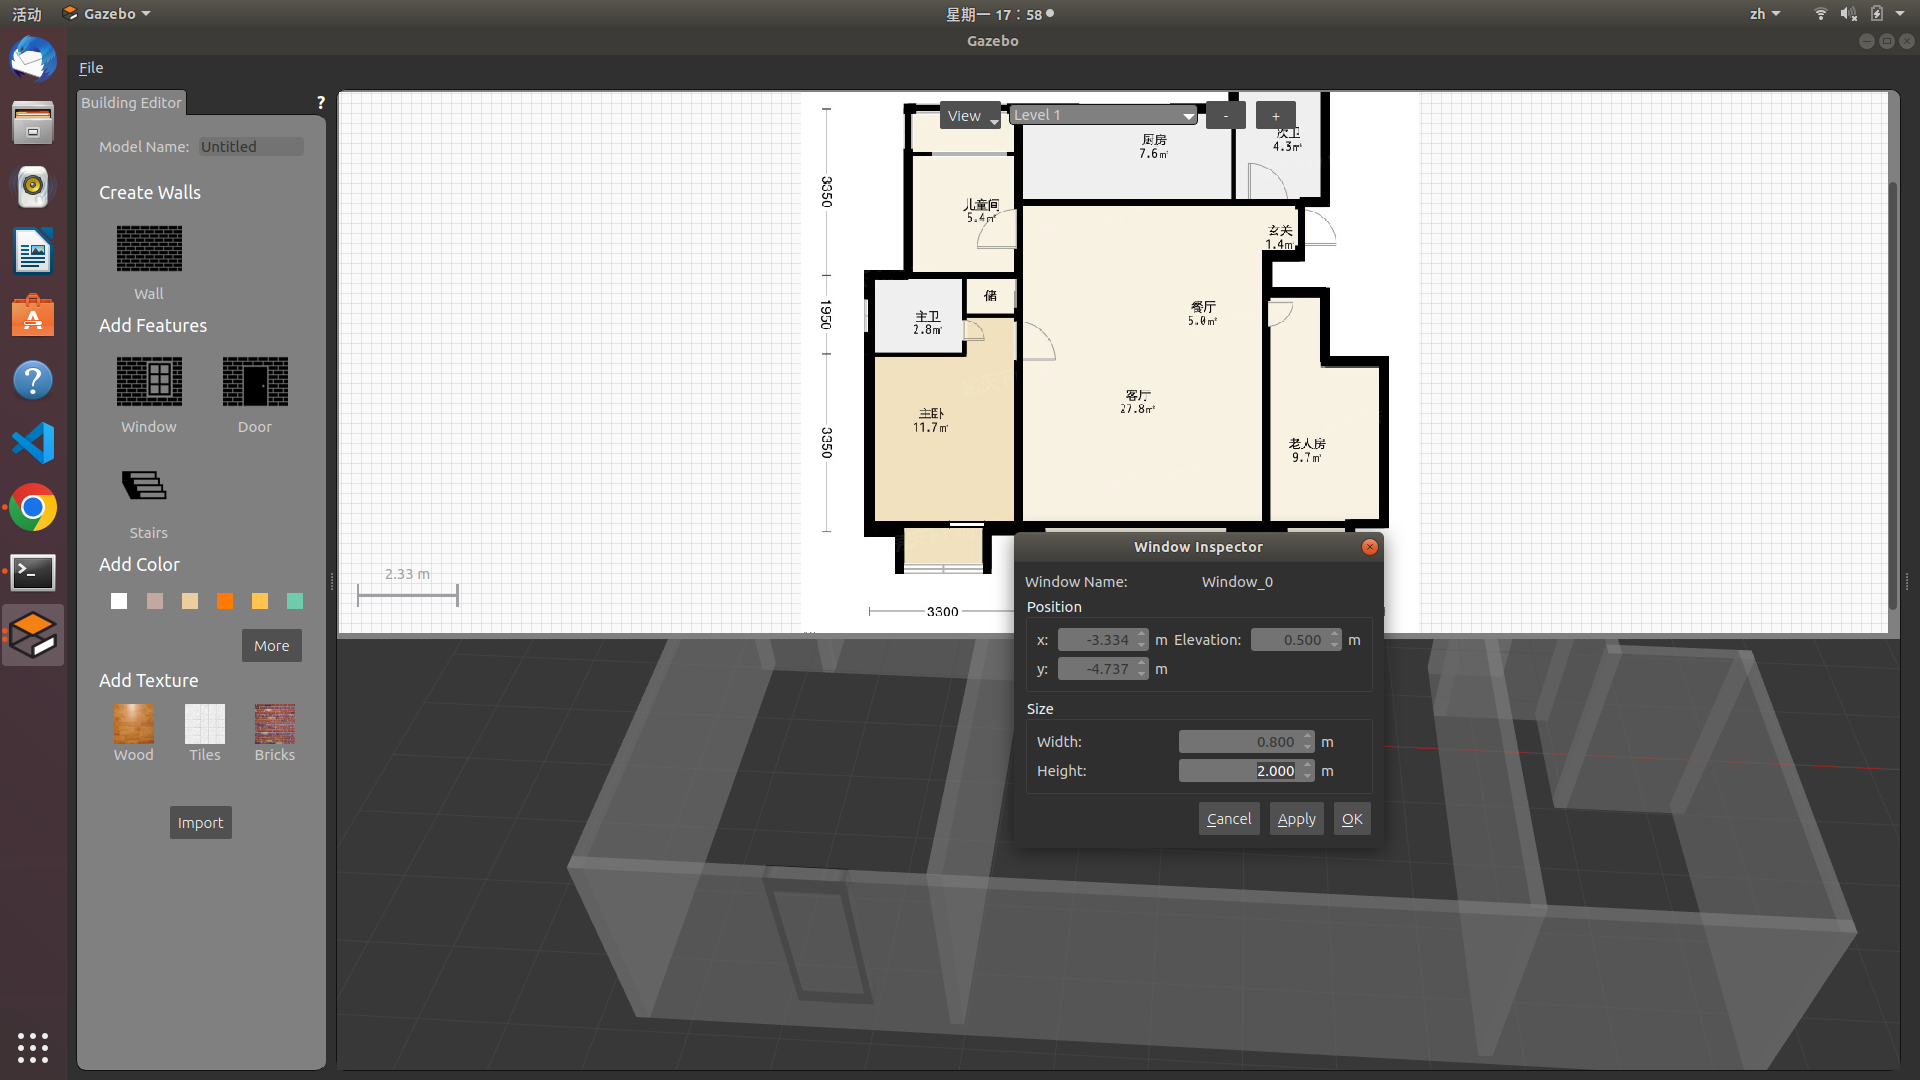 活动
Gazebo
星期一 17：58
zh
Gazebo
File
Building Editor
?
Model Name:
Untitled
Create Walls
Wall
Add Features
Window
Door
Stairs
Add Color
More
Add Texture
Wood
Tiles
Bricks
Import
View
Level 1
-
+
厨房
7.6㎡
次卫
4.3㎡
3350
儿童间
5.4㎡
玄关
1.4㎡
储
餐厅
5.0㎡
1950
主卫
2.8㎡
客厅
27.8㎡
主卧
11.7㎡
3350
老人房
9.7㎡
2.33 m
3300
Window Inspector
Window Name:
Window_0
Position
x:
-3.334
m
Elevation:
0.500
m
y:
-4.737
m
Size
Width:
0.800
m
Height:
2.000
m
Cancel
Apply
OK